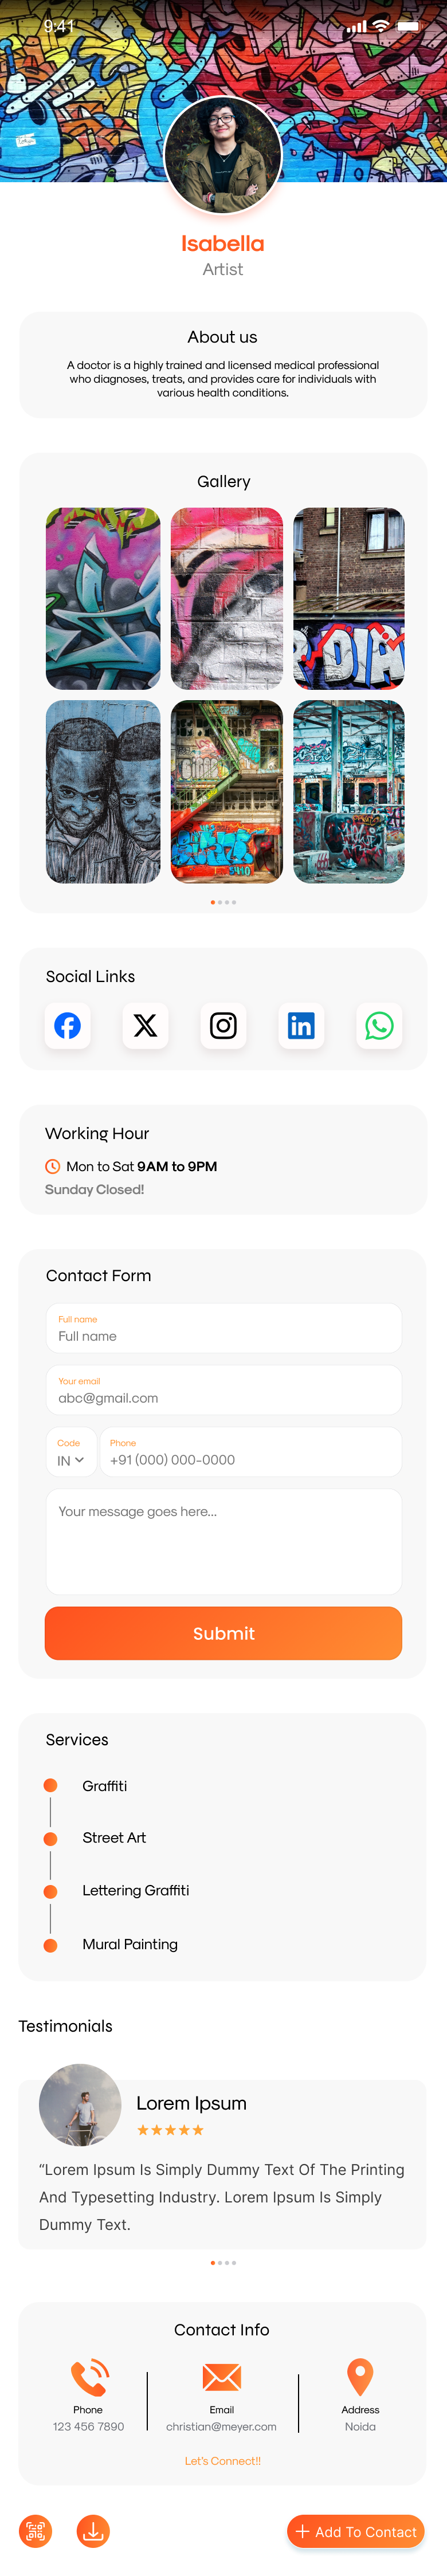 9:41
Isabella
Artist
About us
A doctor is a highly trained and licensed medical professional
who diagnoses, treats, and provides care for individuals with
various health conditions.
Gallery
Social Links
Working Hour
Mon to Sat 9AM to 9PM
Sunday Closed!
Contact Form
Full name
Full name
Your email
abc@gmail.com
Code
IN
Phone
+91 (000) 000-0000
Your message goes here...
Submit
Services
Graffiti
Street Art
Lettering Graffiti
Mural Painting
Testimonials
Lorem Ipsum
“Lorem Ipsum Is Simply Dummy Text Of The Printing
And Typesetting Industry. Lorem Ipsum Is Simply
Dummy Text.
Contact Info
Phone
123 456 7890
Email
christian@meyer.com
Address
Noida
Let's Connect!!
Add To Contact